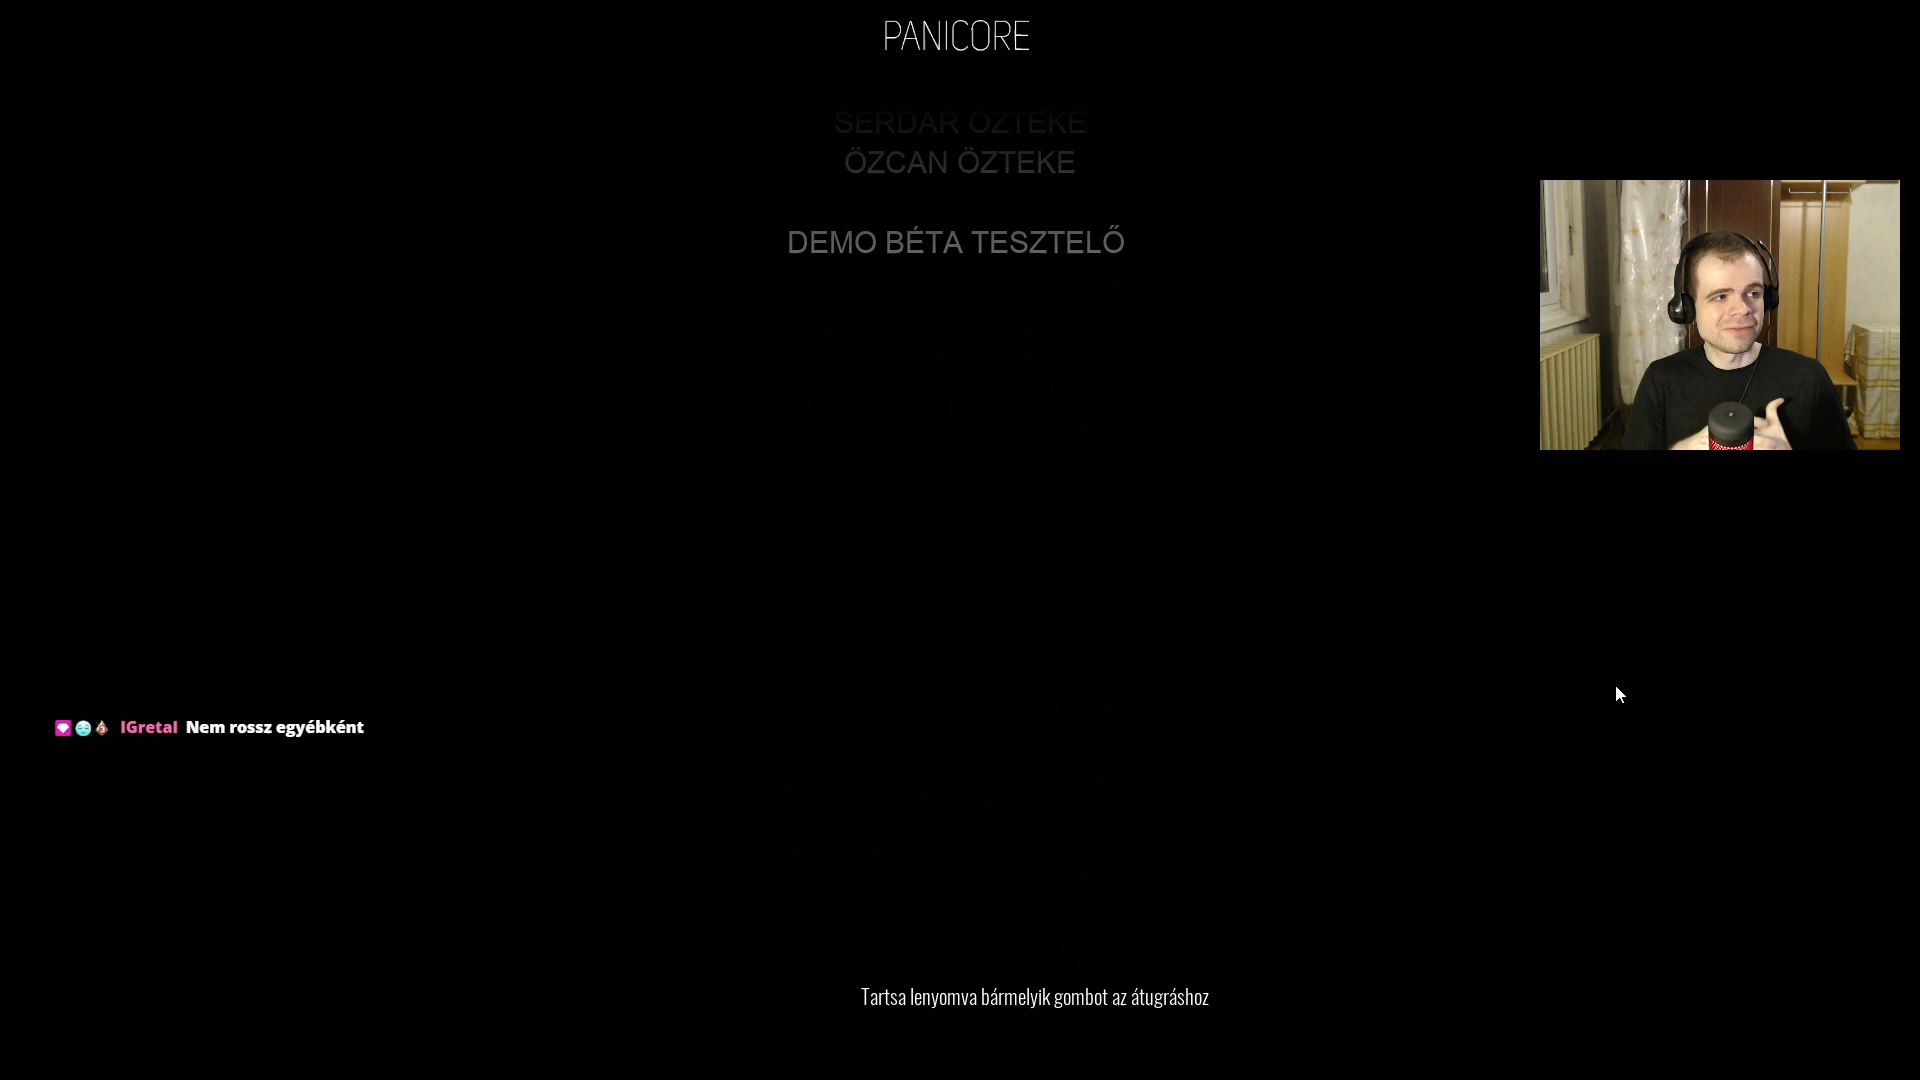 PANICORE
SERDAR ÖZTEKE
ÖZCAN ÖZTEKE
DEMO BÉTA TESZTELŐ
IGretal Nem rossz egyébként
Tartsa lenyomva bármelyik gombot az átugráshoz